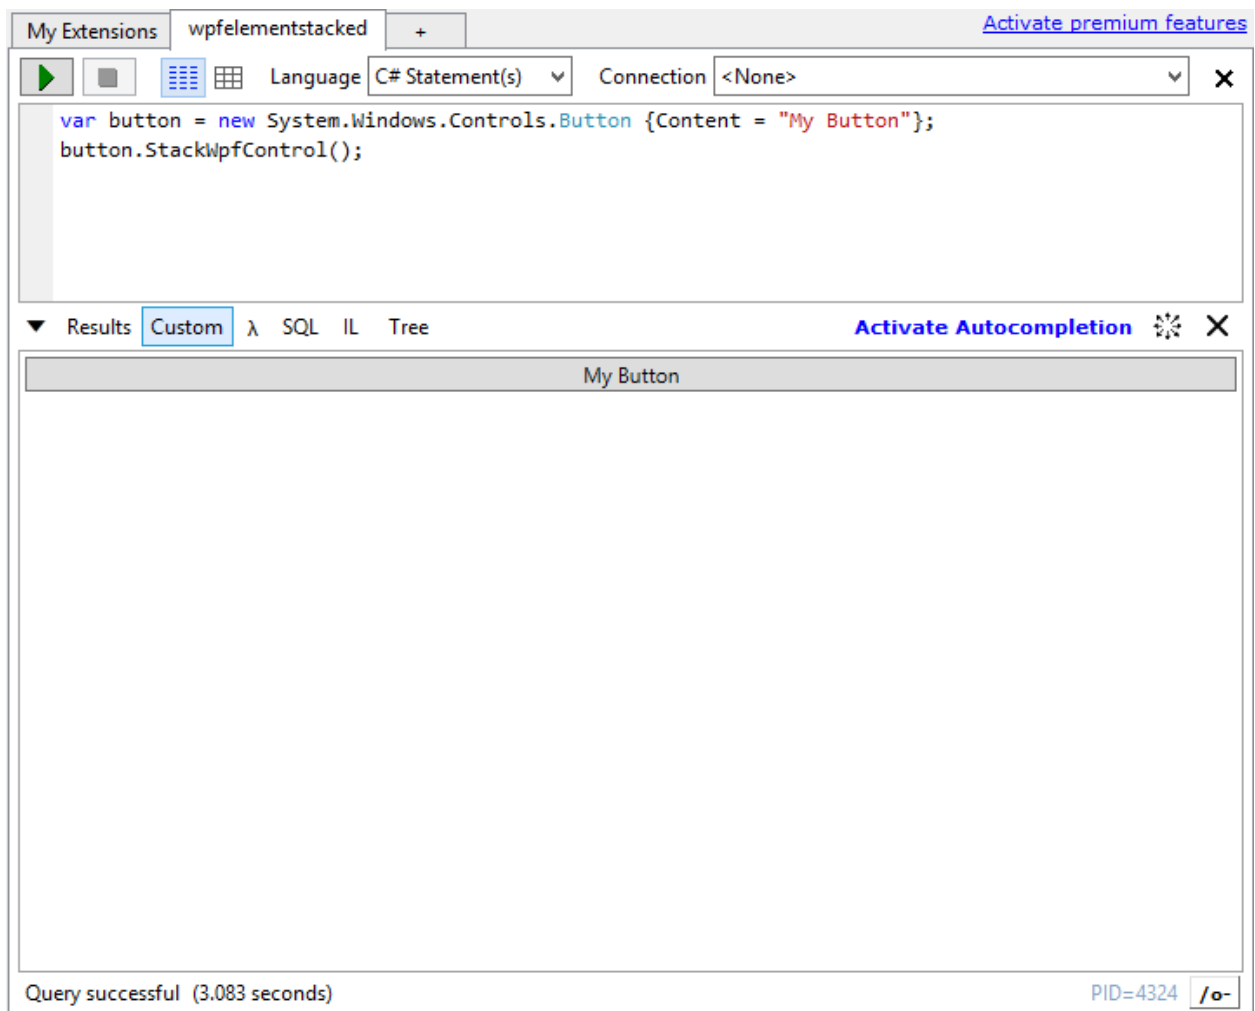 My Extensions wpfelementstacked + Activate premium features
Language C# Statement(s) Connection <None>
var button = new System.Windows.Controls.Button {Content = "My Button"};
button.StackWpfControl();
Results Custom λ SQL IL Tree Activate Autocompletion
My Button
Query successful (3.083 seconds) PID=4324 /o-